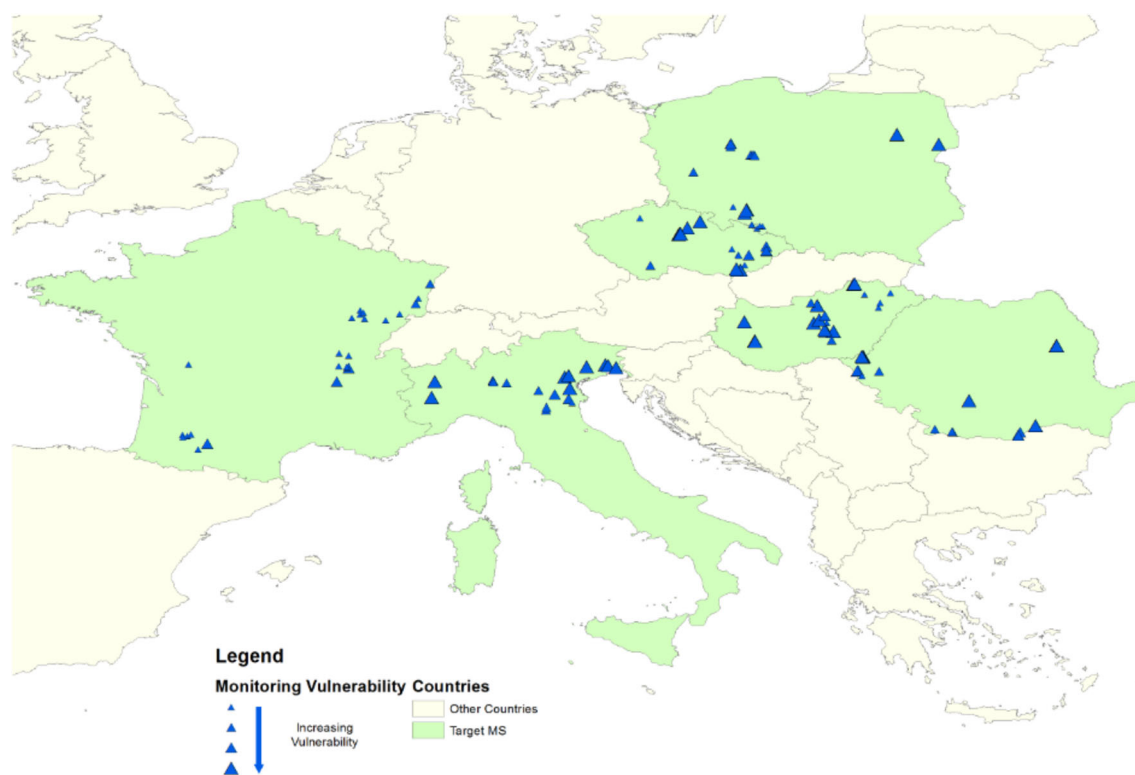 Legend
Monitoring Vulnerability Countries
Other Countries
Increasing
Vulnerability
Target MS